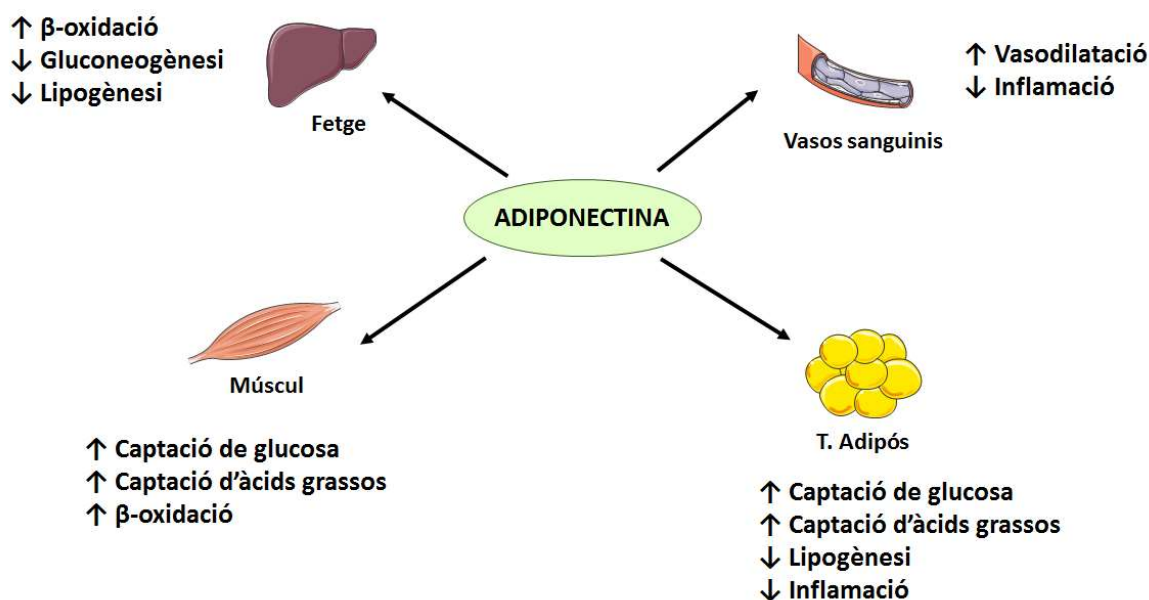 ↑ β-oxidació
↓ Gluconeogènesi
↓ Lipogènesi
Fetge
↑ Vasodilatació
↓ Inflamació
Vasos sanguinis
ADIPONECTINA
Múscul
↑ Captació de glucosa
↑ Captació d'àcids grassos
↑ β-oxidació
T. Adipós
↑ Captació de glucosa
↑ Captació d'àcids grassos
↓ Lipogènesi
↓ Inflamació